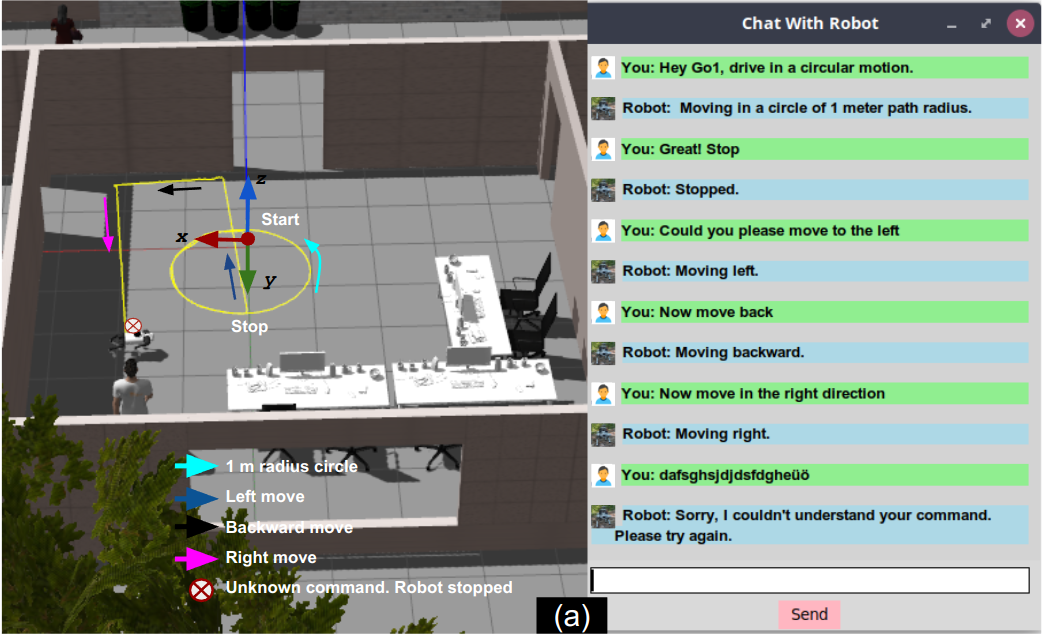 z
Start
x
y
Stop
1 m radius circle
Left move
Backward move
Right move
Unknown command. Robot stopped
(a)
Chat With Robot
You: Hey Go1, drive in a circular motion.
Robot: Moving in a circle of 1 meter path radius.
You: Great! Stop
Robot: Stopped.
You: Could you please move to the left
Robot: Moving left.
You: Now move back
Robot: Moving backward.
You: Now move in the right direction
Robot: Moving right.
You: dafsghsjdjdsfdgheüö
Robot: Sorry, I couldn't understand your command.
Please try again.
Send